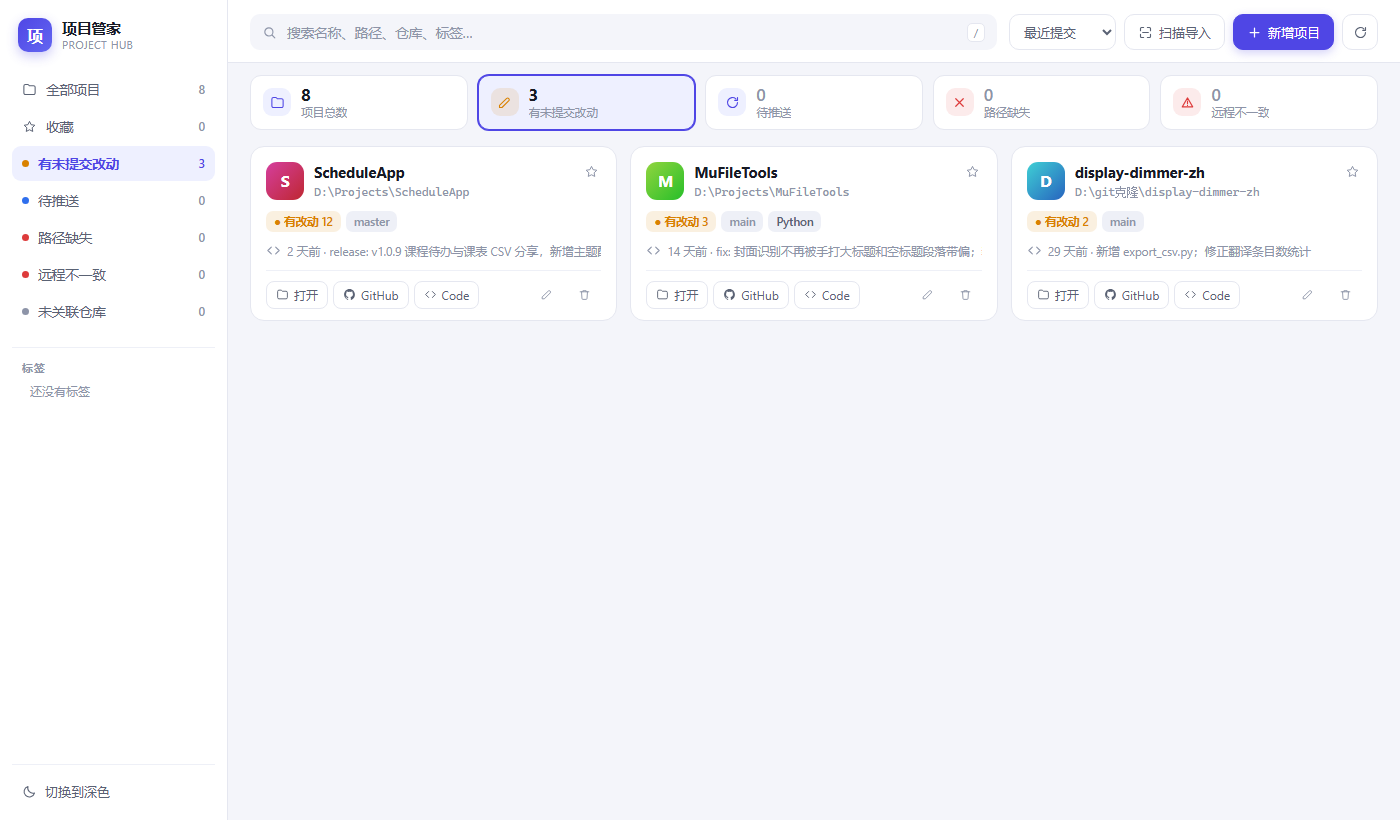 项
项目管家
PROJECT HUB
全部项目 8
收藏 0
有未提交改动 3
待推送 0
路径缺失 0
远程不一致 0
未关联仓库 0
标签
还没有标签
切换到深色
搜索名称、路径、仓库、标签... /
最近提交
扫描导入
新增项目
8
项目总数
3
有未提交改动
0
待推送
0
路径缺失
0
远程不一致
S
ScheduleApp
D:\Projects\ScheduleApp
有改动 12 master
2 天前 · release: v1.0.9 课程待办与课表 CSV 分享，新增主题
打开 GitHub Code
M
MuFileTools
D:\Projects\MuFileTools
有改动 3 main Python
14 天前 · fix: 封面识别不再被手打大标题和空标题段落带偏；
打开 GitHub Code
D
display-dimmer-zh
D:\git克隆\display-dimmer-zh
有改动 2 main
29 天前 · 新增 export_csv.py；修正翻译条目数统计
打开 GitHub Code